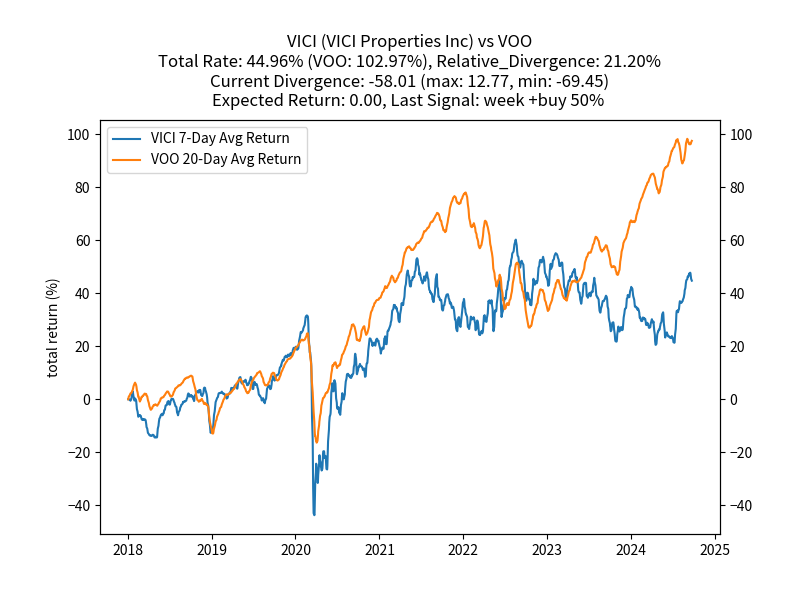 VICI (VICI Properties Inc) vs VOO
Total Rate: 44.96% (VOO: 102.97%), Relative_Divergence: 21.20%
Current Divergence: -58.01 (max: 12.77, min: -69.45)
Expected Return: 0.00, Last Signal: week +buy 50%
VICI 7-Day Avg Return
VOO 20-Day Avg Return
total return (%)
100
80
60
40
20
0
−20
−40
100
80
60
40
20
0
−20
−40
2018 2019 2020 2021 2022 2023 2024 2025